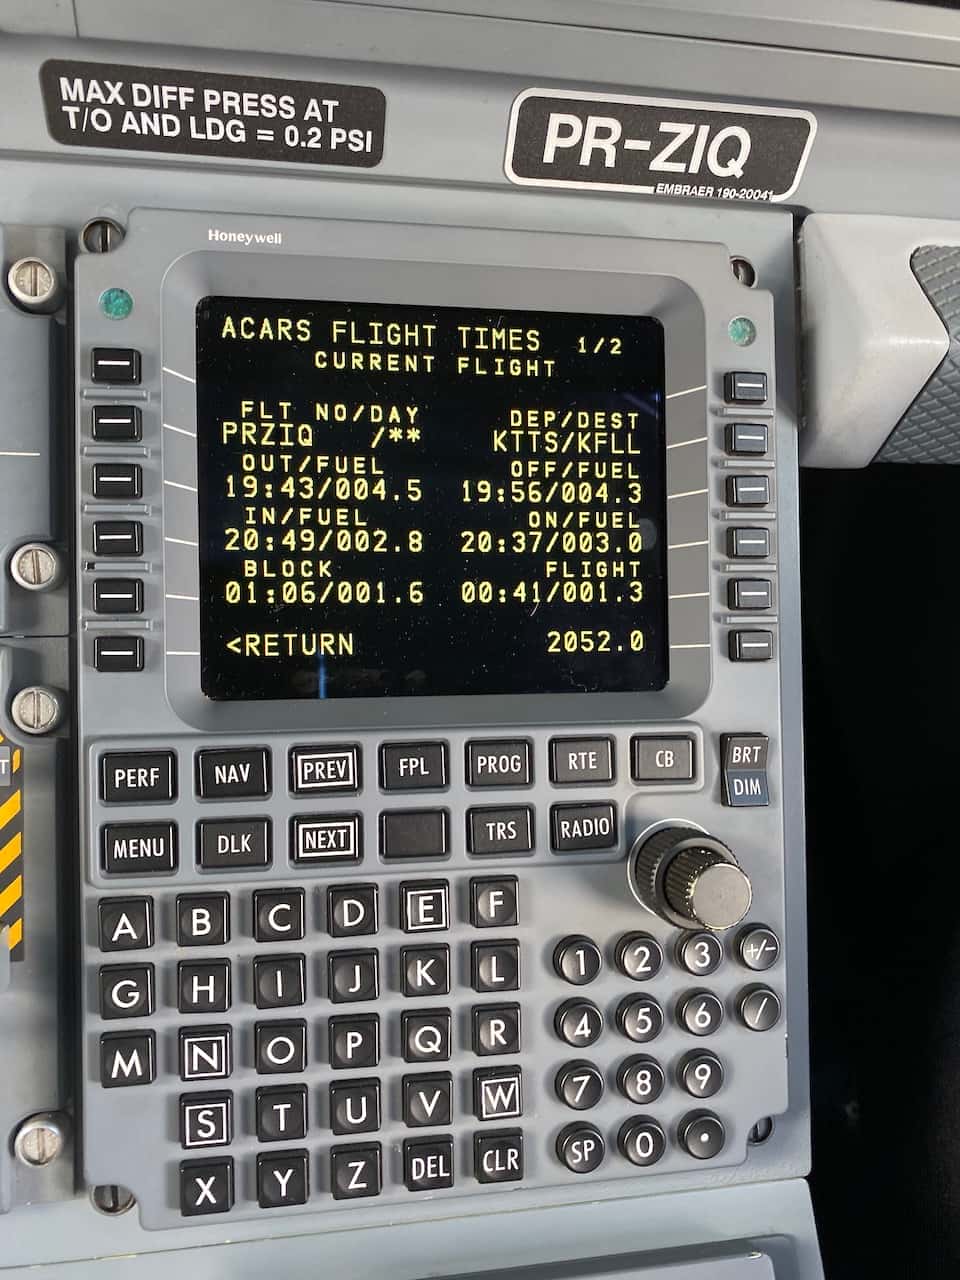 MAX DIFF PRESS AT
T/O AND LDG = 0.2 PSI
PR-ZIQ
EMBRAER 190-20041
Honeywell
ACARS FLIGHT TIMES 1/2
CURRENT FLIGHT
FLT NO/DAY DEP/DEST
PRZIQ /** KTTS/KFLL
OUT/FUEL OFF/FUEL
19:43/004.5 19:56/004.3
IN/FUEL ON/FUEL
20:49/002.8 20:37/003.0
BLOCK FLIGHT
01:06/001.6 00:41/001.3
<RETURN 2052.0
PERF NAV PREV FPL PROG RTE CB BRT
DIM
MENU DLK NEXT TRS RADIO
T
A B C D E F
G H I J K L
1 2 3 +/-
M N O P Q R
4 5 6 /
S T U V W
7 8 9
X Y Z DEL CLR
SP 0 .